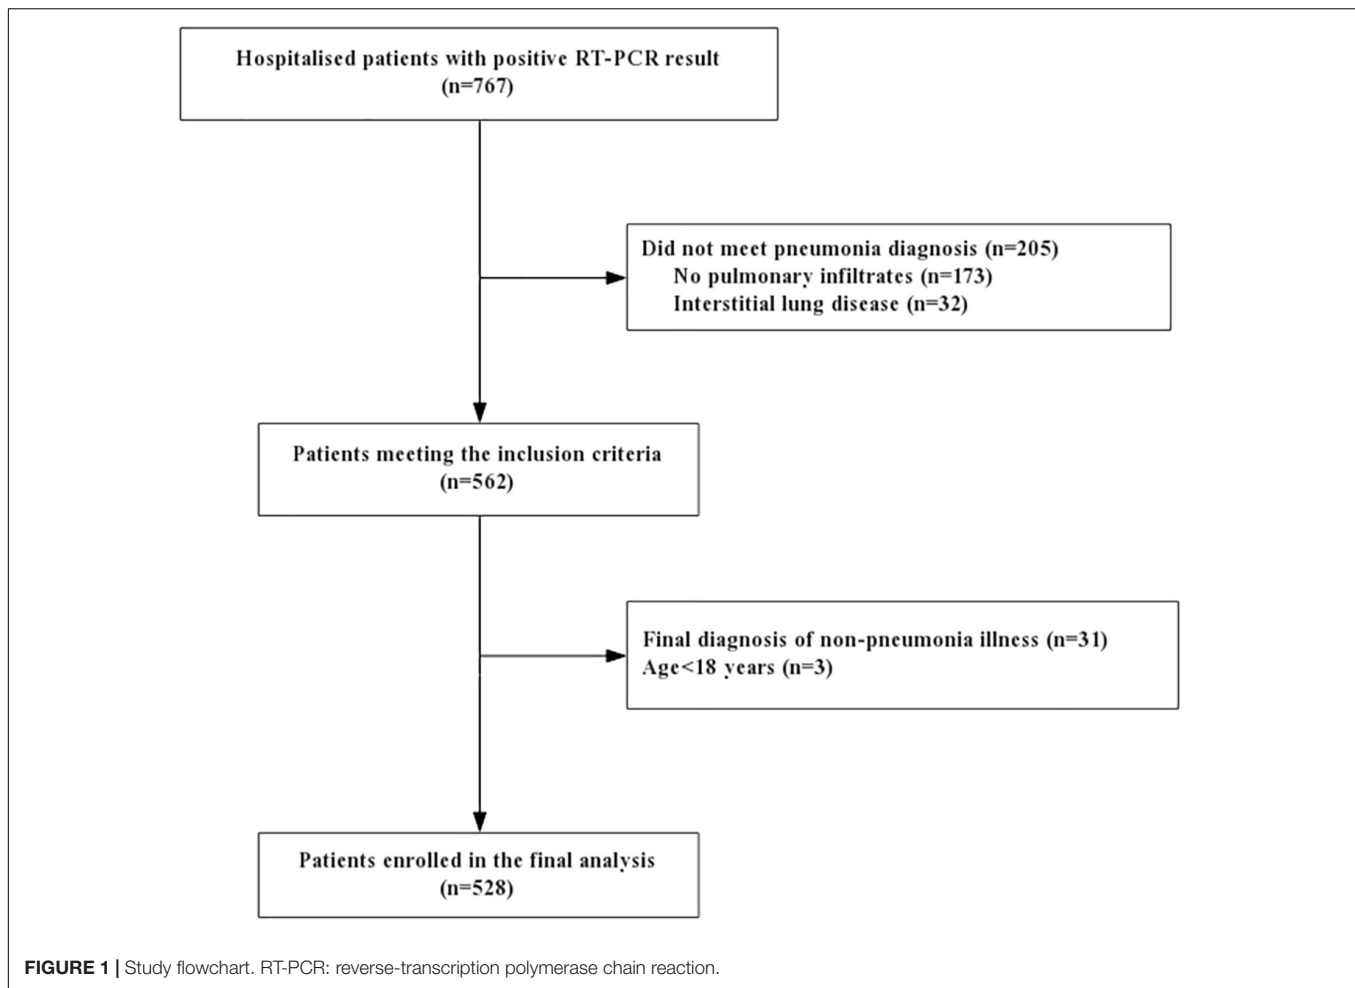 Hospitalised patients with positive RT-PCR result
(n=767)
Did not meet pneumonia diagnosis (n=205)
No pulmonary infiltrates (n=173)
Interstitial lung disease (n=32)
Patients meeting the inclusion criteria
(n=562)
Final diagnosis of non-pneumonia illness (n=31)
Age<18 years (n=3)
Patients enrolled in the final analysis
(n=528)
FIGURE 1 | Study flowchart. RT-PCR: reverse-transcription polymerase chain reaction.